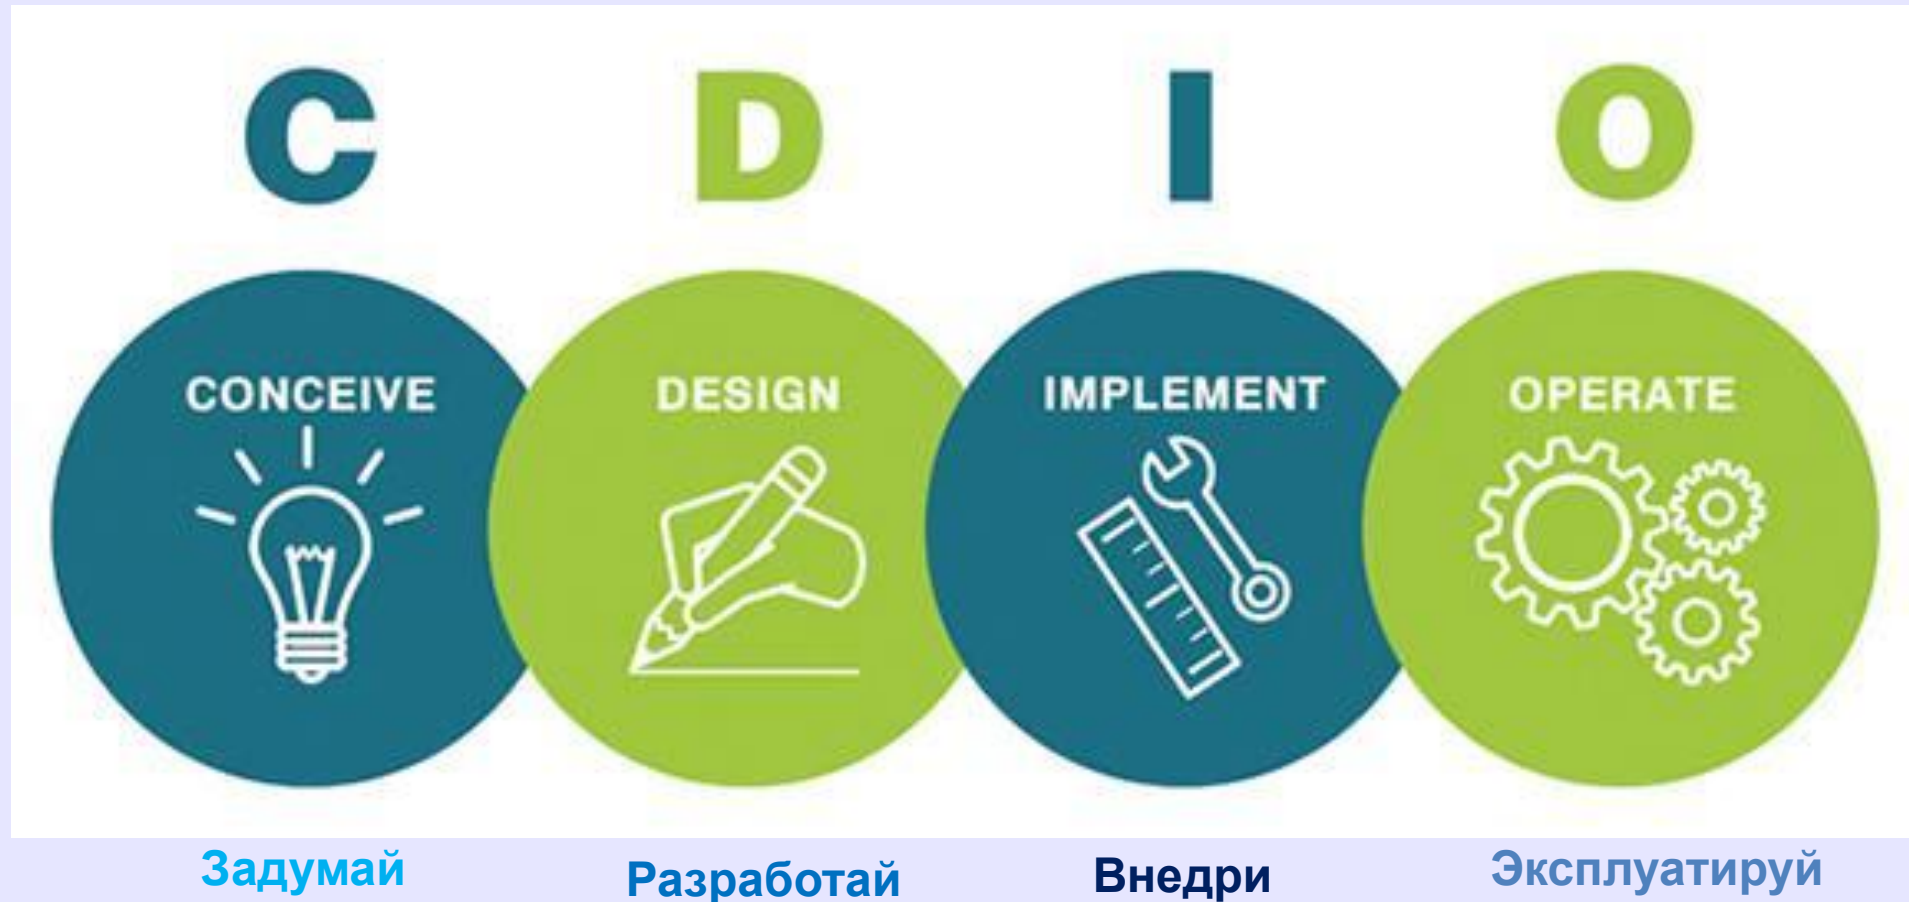 C D I O
CONCEIVE DESIGN IMPLEMENT OPERATE
Задумай Разработай Внедри Эксплуатируй